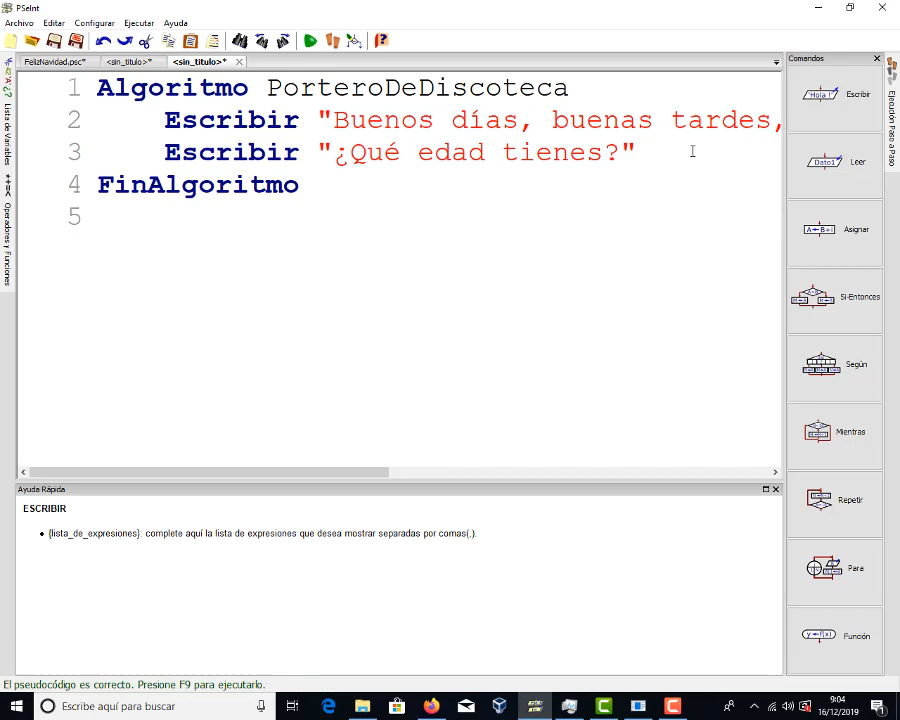 PSeInt
Archivo Editar Configurar Ejecutar Ayuda
FelizNavidad.psc* <sin_titulo>* <sin_titulo>*
Comandos
Lista de Variables
Operadores y Funciones
1 Algoritmo PorteroDeDiscoteca
2 Escribir "Buenos días, buenas tardes,
3 Escribir "¿Qué edad tienes?"
4 FinAlgoritmo
5
'Hola !' Escribir
Dato1 Leer
A←B+i Asignar
Si-Entonces
Según
Mientras
Repetir
Para
y←f(x) Función
Ejecución Paso a Paso
Ayuda Rápida
ESCRIBIR
• {lista_de_expresiones}: complete aquí la lista de expresiones que desea mostrar separadas por comas(,).
El pseudocódigo es correcto. Presione F9 para ejecutarlo.
Escribe aquí para buscar
9:04
16/12/2019
1